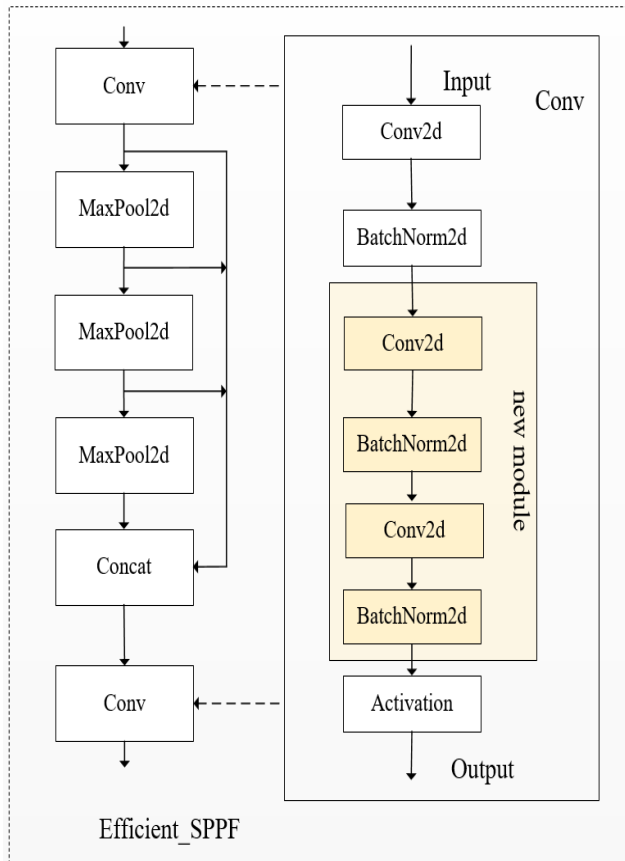 Conv
MaxPool2d
MaxPool2d
MaxPool2d
Concat
Conv
Efficient_SPPF
Input
Conv
Conv2d
BatchNorm2d
Conv2d
BatchNorm2d
Conv2d
BatchNorm2d
new module
Activation
Output